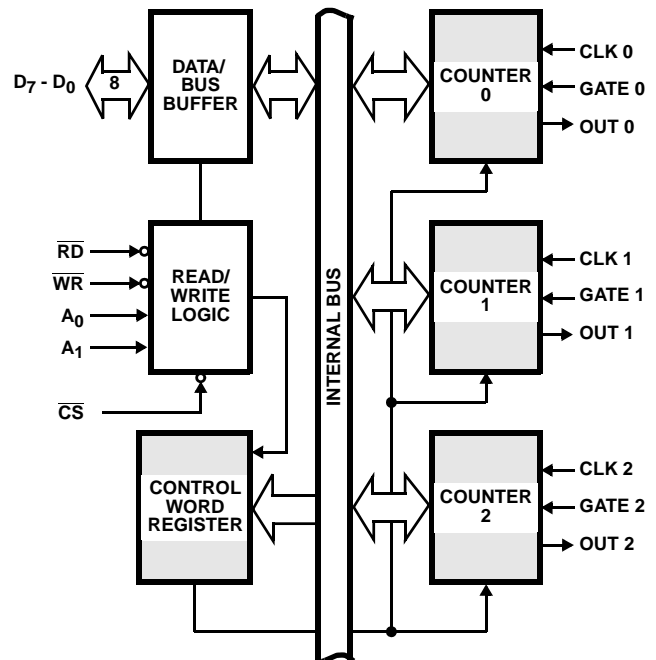 D7 - D0
8
DATA/
BUS
BUFFER
RD
WR
A0
A1
CS
READ/
WRITE
LOGIC
CONTROL
WORD
REGISTER
INTERNAL BUS
COUNTER
0
CLK 0
GATE 0
OUT 0
COUNTER
1
CLK 1
GATE 1
OUT 1
COUNTER
2
CLK 2
GATE 2
OUT 2